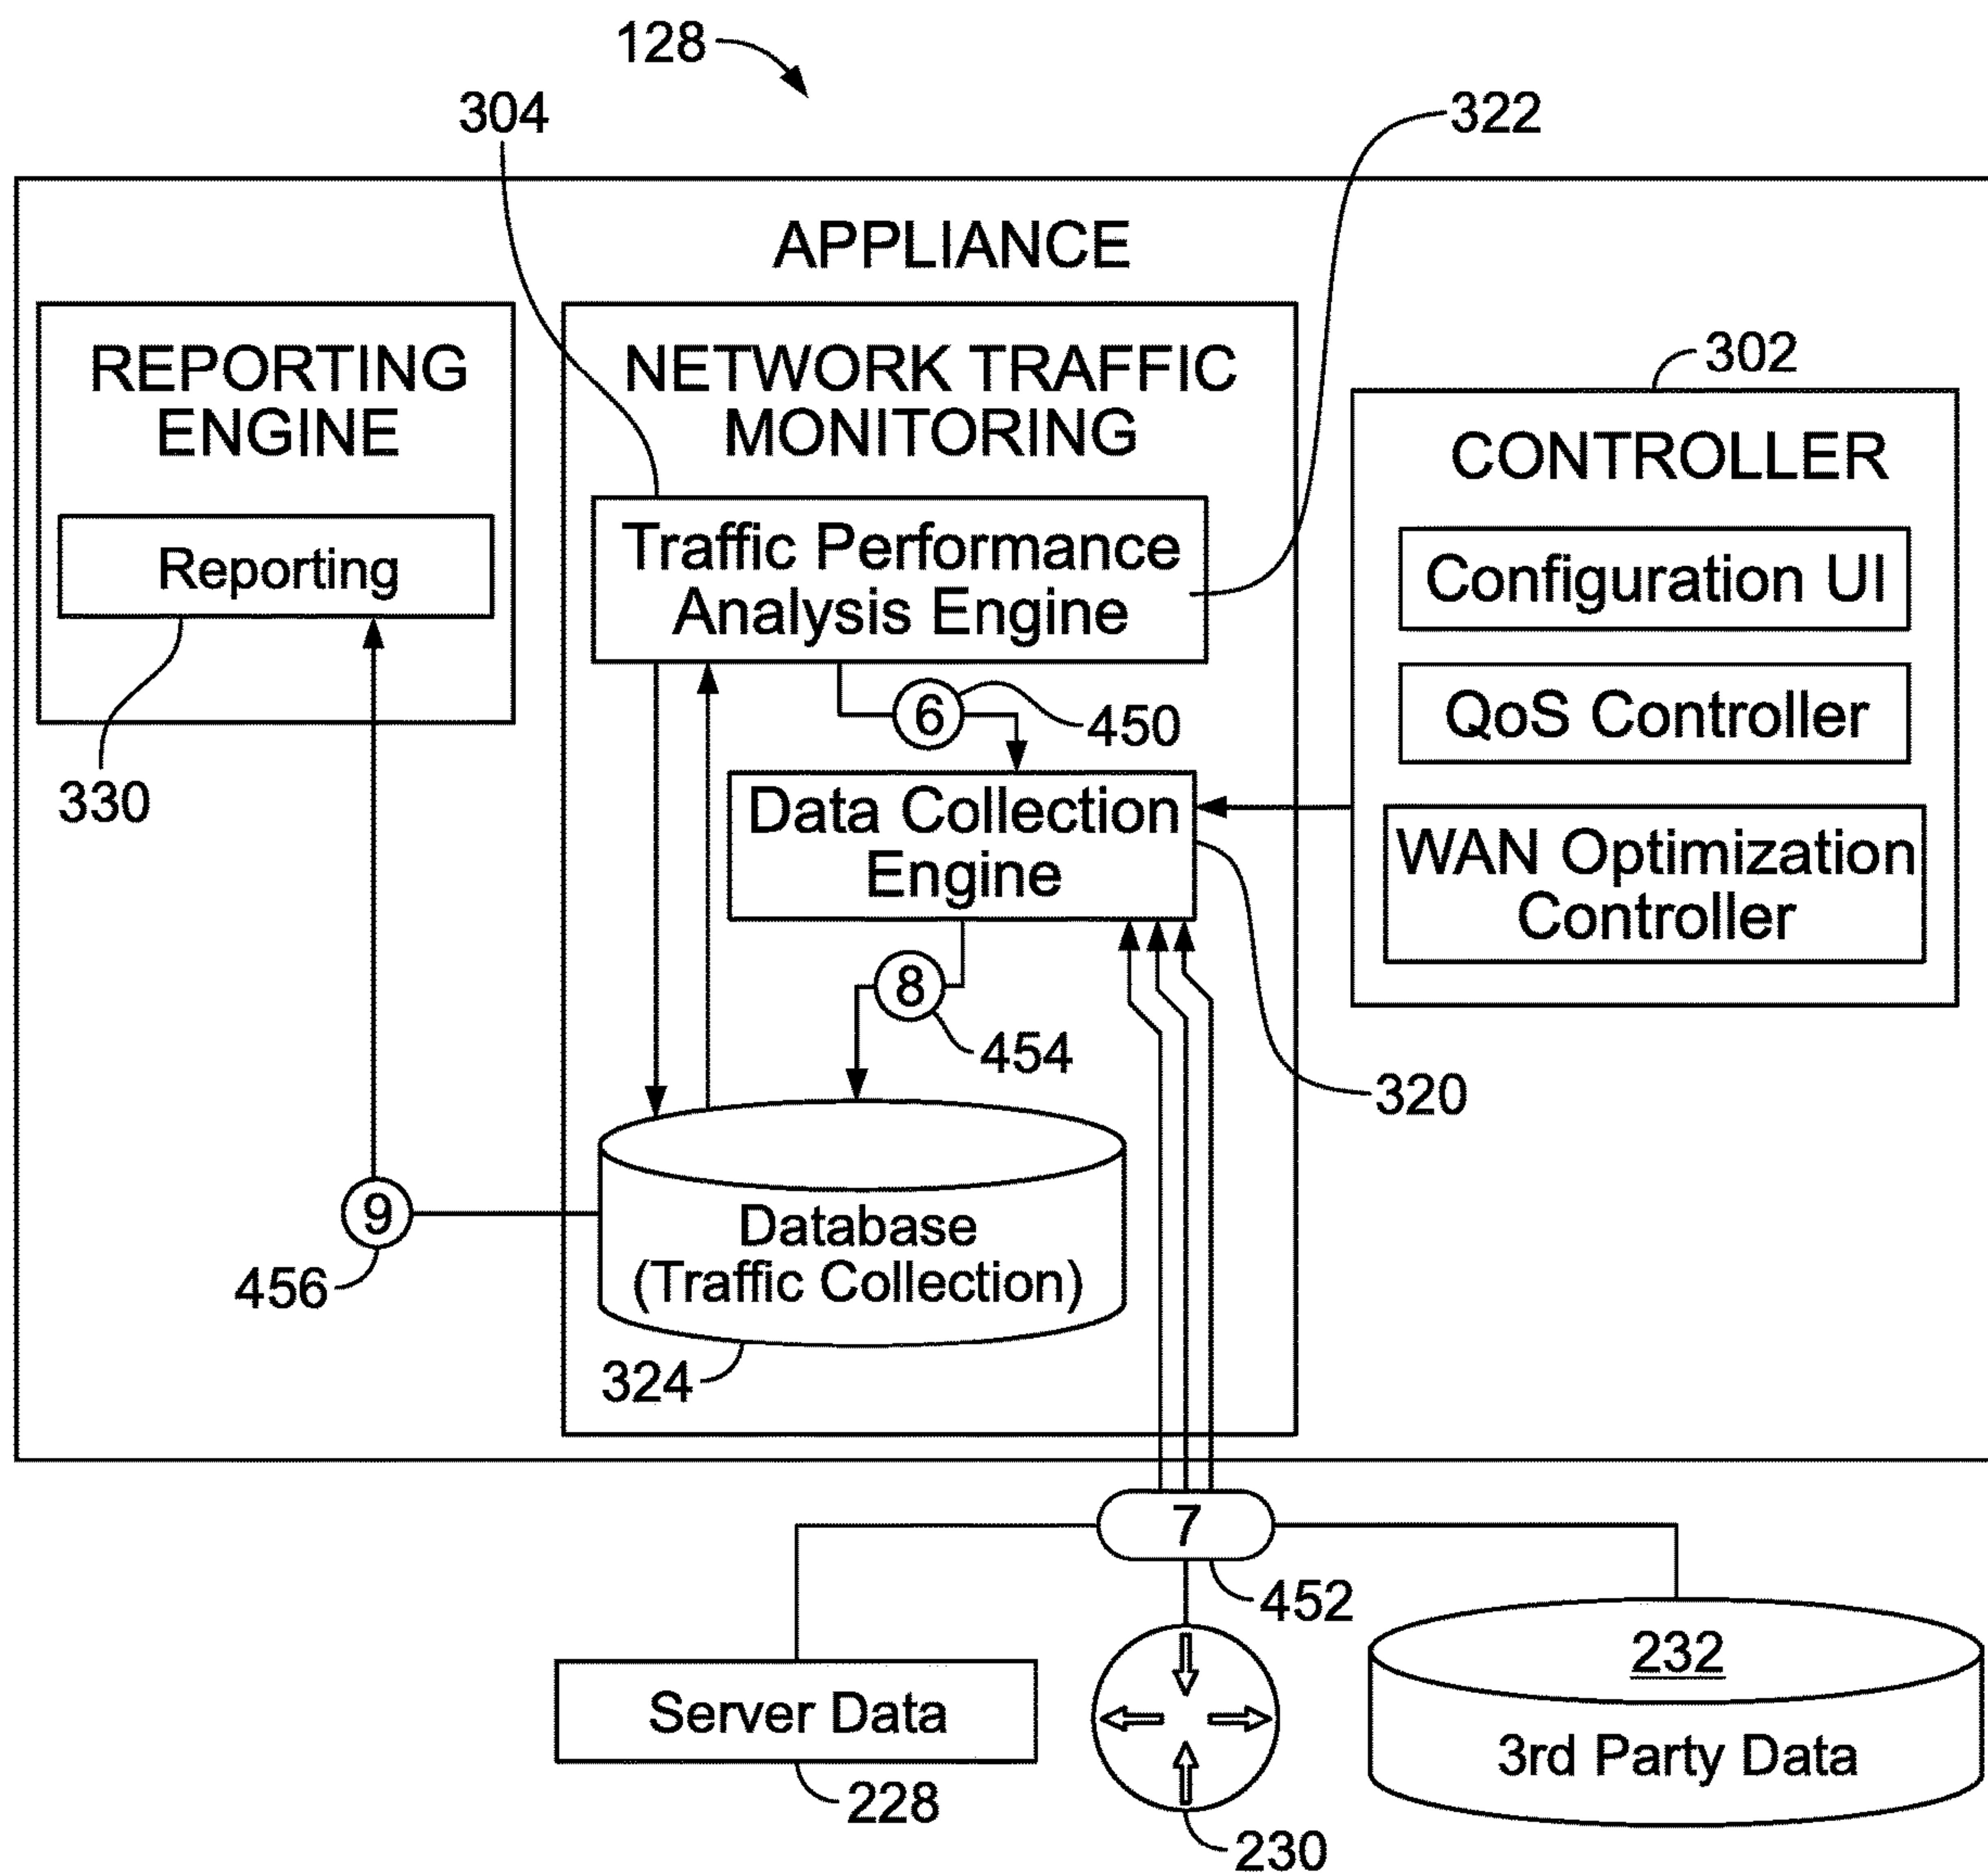 128
304
322
APPLIANCE
REPORTING
ENGINE
Reporting
330
NETWORK TRAFFIC
MONITORING
Traffic Performance
Analysis Engine
6
450
Data Collection
Engine
8
454
320
302
CONTROLLER
Configuration UI
QoS Controller
WAN Optimization
Controller
9
456
Database
(Traffic Collection)
324
7
452
Server Data
228
230
232
3rd Party Data